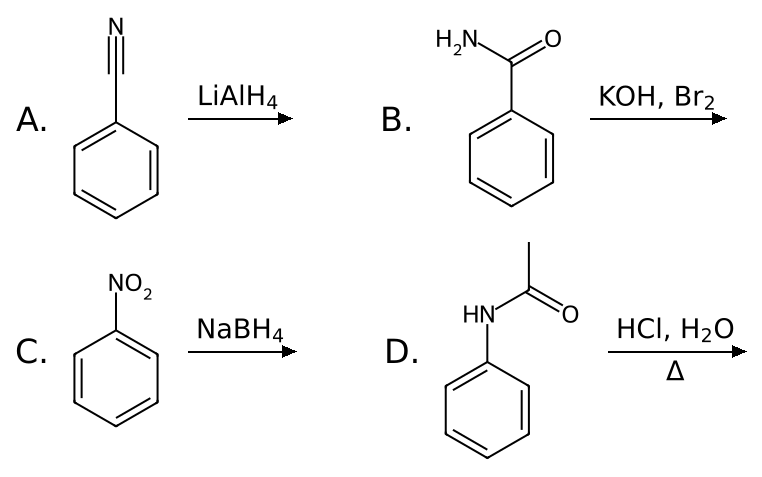 A.
N
LiAlH₄
B.
H₂N
O
KOH, Br₂
C.
NO₂
NaBH₄
D.
HN
O
HCl, H₂O
Δ